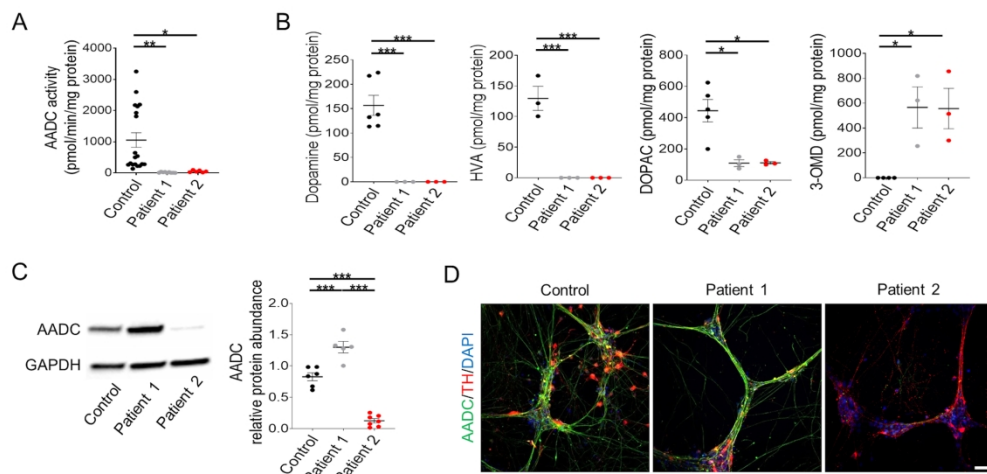 A
AADC activity
(pmol/min/mg protein)
4000
3000
2000
1000
0
**
*
Control
Patient 1
Patient 2
B
Dopamine (pmol/mg protein)
250
200
150
100
50
0
***
***
Control
Patient 1
Patient 2
HVA (pmol/mg protein)
250
200
150
100
50
0
***
***
Control
Patient 1
Patient 2
DOPAC (pmol/mg protein)
800
600
400
200
0
*
*
Control
Patient 1
Patient 2
3-OMD (pmol/mg protein)
1000
800
600
400
200
0
*
*
Control
Patient 1
Patient 2
C
AADC
GAPDH
Control
Patient 1
Patient 2
AADC
relative protein abundance
2.0
1.5
1.0
0.5
0.0
***
*** ***
Control
Patient 1
Patient 2
D
Control Patient 1 Patient 2
AADC/TH/DAPI